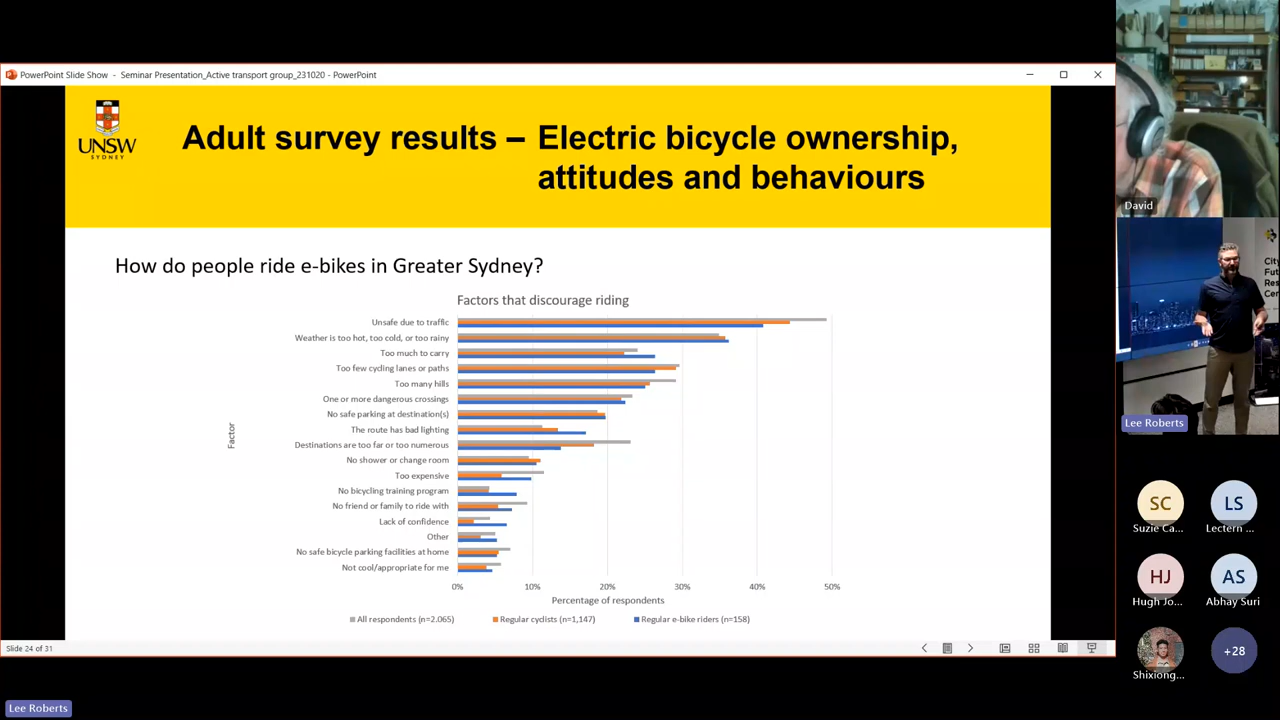 PowerPoint Slide Show - Seminar Presentation_Active transport group_231020 - PowerPoint
UNSW
SYDNEY
Adult survey results – Electric bicycle ownership,
attitudes and behaviours
How do people ride e-bikes in Greater Sydney?
Factors that discourage riding
Factor
Unsafe due to traffic
Weather is too hot, too cold, or too rainy
Too much to carry
Too few cycling lanes or paths
Too many hills
One or more dangerous crossings
No safe parking at destination(s)
The route has bad lighting
Destinations are too far or too numerous
No shower or change room
Too expensive
No bicycling training program
No friend or family to ride with
Lack of confidence
Other
No safe bicycle parking facilities at home
Not cool/appropriate for me
0% 10% 20% 30% 40% 50%
Percentage of respondents
All respondents (n=2.065) Regular cyclists (n=1,147) Regular e-bike riders (n=158)
Slide 24 of 31
Lee Roberts
David
Lee Roberts
SC
Suzie Ca...
LS
Lectern ...
HJ
Hugh Jo...
AS
Abhay Suri
Shixiong...
+28